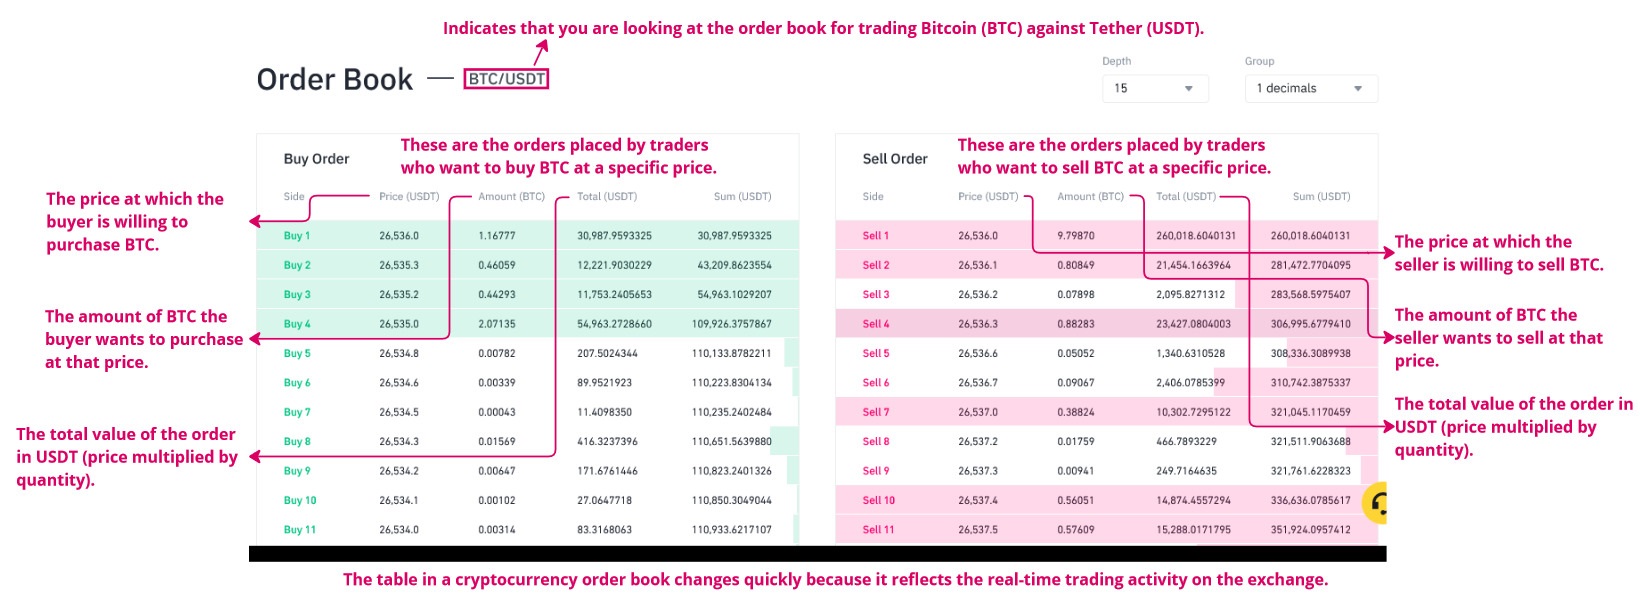 Indicates that you are looking at the order book for trading Bitcoin (BTC) against Tether (USDT).
Order Book — BTC/USDT
Depth
15
Group
1 decimals
Buy Order
These are the orders placed by traders
who want to buy BTC at a specific price.
Side Price (USDT) Amount (BTC) Total (USDT) Sum (USDT)
Buy 1 26,536.0 1.16777 30,987.9593325 30,987.9593325
Buy 2 26,535.3 0.46059 12,221.9030229 43,209.8623554
Buy 3 26,535.2 0.44293 11,753.2405653 54,963.1029207
Buy 4 26,535.0 2.07135 54,963.2728660 109,926.3757867
Buy 5 26,534.8 0.00782 207.5024344 110,133.8782211
Buy 6 26,534.6 0.00339 89.9521923 110,223.8304134
Buy 7 26,534.5 0.00043 11.4098350 110,235.2402484
Buy 8 26,534.3 0.01569 416.3237396 110,651.5639880
Buy 9 26,534.2 0.00647 171.6761446 110,823.2401326
Buy 10 26,534.1 0.00102 27.0647718 110,850.3049044
Buy 11 26,534.0 0.00314 83.3168063 110,933.6217107
The price at which the
buyer is willing to
purchase BTC.
The amount of BTC the
buyer wants to purchase
at that price.
The total value of the order
in USDT (price multiplied by
quantity).
Sell Order
These are the orders placed by traders
who want to sell BTC at a specific price.
Side Price (USDT) Amount (BTC) Total (USDT) Sum (USDT)
Sell 1 26,536.0 9.79870 260,018.6040131 260,018.6040131
Sell 2 26,536.1 0.80849 21,454.1663964 281,472.7704095
Sell 3 26,536.2 0.07898 2,095.8271312 283,568.5975407
Sell 4 26,536.3 0.88283 23,427.0804003 306,995.6779410
Sell 5 26,536.6 0.05052 1,340.6310528 308,336.3089938
Sell 6 26,536.7 0.09067 2,406.0785399 310,742.3875337
Sell 7 26,537.0 0.38824 10,302.7295122 321,045.1170459
Sell 8 26,537.2 0.01759 466.7893229 321,511.9063688
Sell 9 26,537.3 0.00941 249.7164635 321,761.6228323
Sell 10 26,537.4 0.56051 14,874.4557294 336,636.0785617
Sell 11 26,537.5 0.57609 15,288.0171795 351,924.0957412
The price at which the
seller is willing to sell BTC.
The amount of BTC the
seller wants to sell at that
price.
The total value of the order in
USDT (price multiplied by
quantity).
The table in a cryptocurrency order book changes quickly because it reflects the real-time trading activity on the exchange.